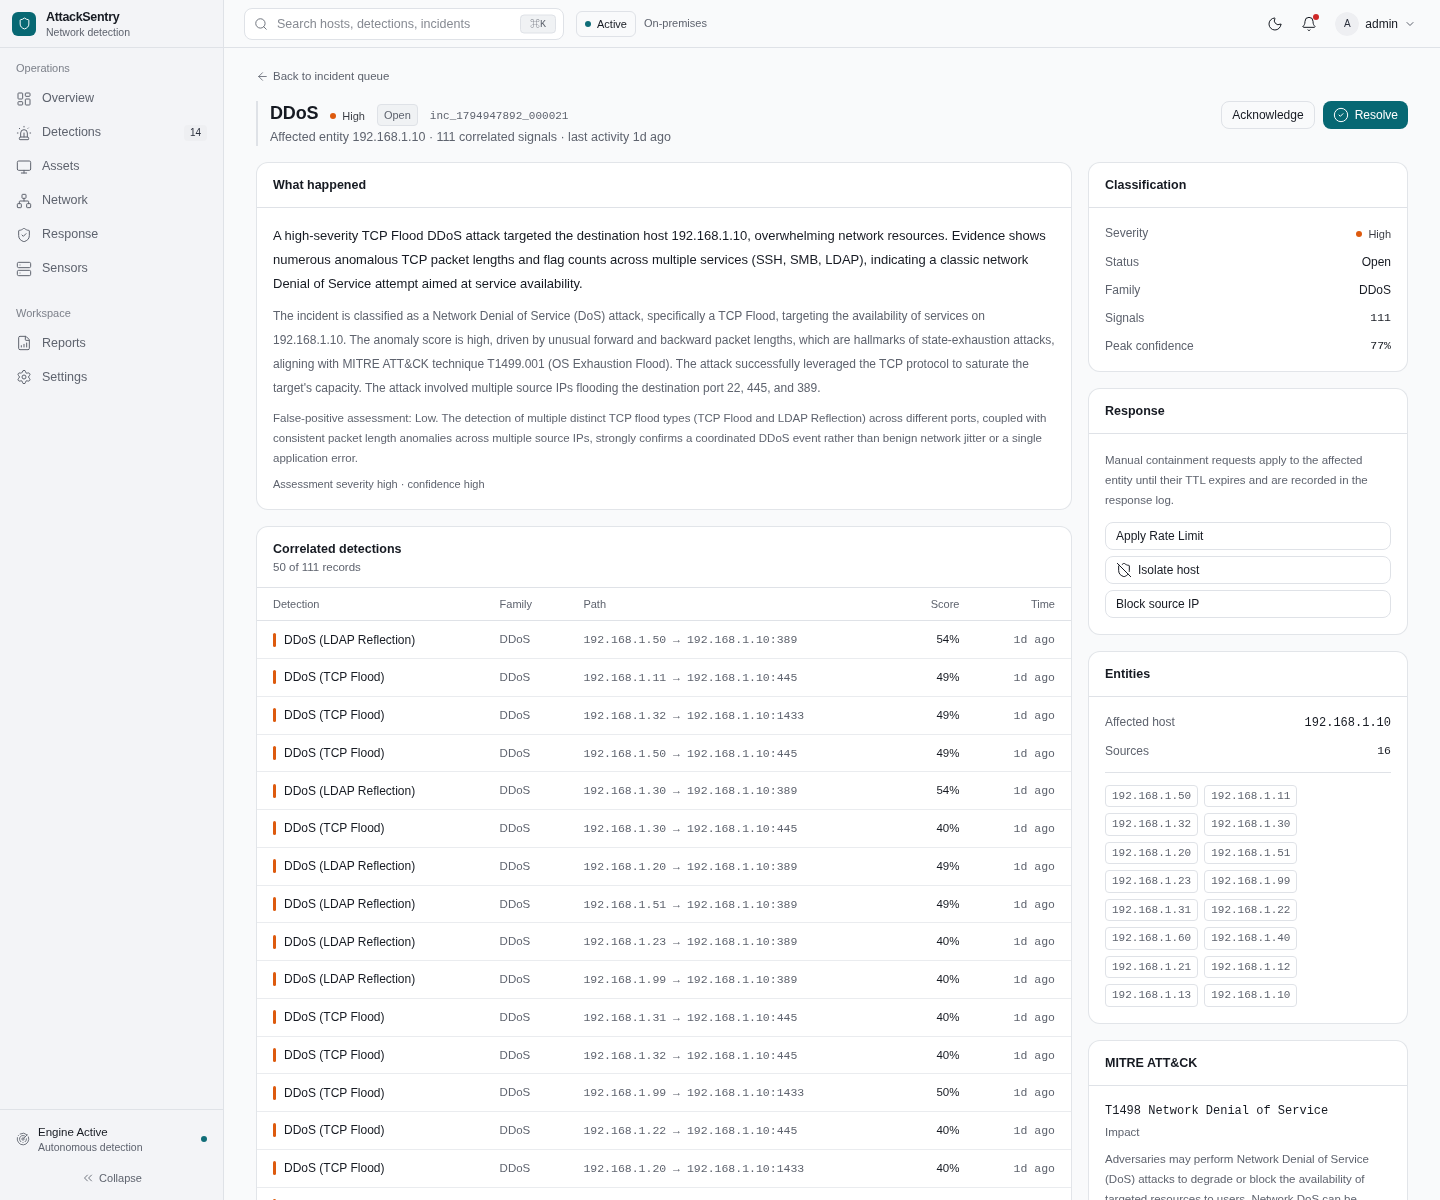 AttackSentry
Network detection
Search hosts, detections, incidents
⌘K
Active
On-premises
A
admin
Operations
Overview
Detections
14
Assets
Network
Response
Sensors
Workspace
Reports
Settings
Engine Active
Autonomous detection
Collapse
Back to incident queue
DDoS
High
Open
inc_1794947892_000021
Affected entity 192.168.1.10 · 111 correlated signals · last activity 1d ago
Acknowledge
Resolve
What happened
A high-severity TCP Flood DDoS attack targeted the destination host 192.168.1.10, overwhelming network resources. Evidence shows
numerous anomalous TCP packet lengths and flag counts across multiple services (SSH, SMB, LDAP), indicating a classic network
Denial of Service attempt aimed at service availability.
The incident is classified as a Network Denial of Service (DoS) attack, specifically a TCP Flood, targeting the availability of services on
192.168.1.10. The anomaly score is high, driven by unusual forward and backward packet lengths, which are hallmarks of state-exhaustion attacks,
aligning with MITRE ATT&CK technique T1499.001 (OS Exhaustion Flood). The attack successfully leveraged the TCP protocol to saturate the
target's capacity. The attack involved multiple source IPs flooding the destination port 22, 445, and 389.
False-positive assessment: Low. The detection of multiple distinct TCP flood types (TCP Flood and LDAP Reflection) across different ports, coupled with
consistent packet length anomalies across multiple source IPs, strongly confirms a coordinated DDoS event rather than benign network jitter or a single
application error.
Assessment severity high · confidence high
Correlated detections
50 of 111 records
Detection Family Path Score Time
DDoS (LDAP Reflection) DDoS 192.168.1.50 → 192.168.1.10:389 54% 1d ago
DDoS (TCP Flood) DDoS 192.168.1.11 → 192.168.1.10:445 49% 1d ago
DDoS (TCP Flood) DDoS 192.168.1.32 → 192.168.1.10:1433 49% 1d ago
DDoS (TCP Flood) DDoS 192.168.1.50 → 192.168.1.10:445 49% 1d ago
DDoS (LDAP Reflection) DDoS 192.168.1.30 → 192.168.1.10:389 54% 1d ago
DDoS (TCP Flood) DDoS 192.168.1.30 → 192.168.1.10:445 40% 1d ago
DDoS (LDAP Reflection) DDoS 192.168.1.20 → 192.168.1.10:389 49% 1d ago
DDoS (LDAP Reflection) DDoS 192.168.1.51 → 192.168.1.10:389 49% 1d ago
DDoS (LDAP Reflection) DDoS 192.168.1.23 → 192.168.1.10:389 40% 1d ago
DDoS (LDAP Reflection) DDoS 192.168.1.99 → 192.168.1.10:389 40% 1d ago
DDoS (TCP Flood) DDoS 192.168.1.31 → 192.168.1.10:445 40% 1d ago
DDoS (TCP Flood) DDoS 192.168.1.32 → 192.168.1.10:445 40% 1d ago
DDoS (TCP Flood) DDoS 192.168.1.99 → 192.168.1.10:1433 50% 1d ago
DDoS (TCP Flood) DDoS 192.168.1.22 → 192.168.1.10:445 40% 1d ago
DDoS (TCP Flood) DDoS 192.168.1.20 → 192.168.1.10:1433 40% 1d ago
Classification
Severity High
Status Open
Family DDoS
Signals 111
Peak confidence 77%
Response
Manual containment requests apply to the affected
entity until their TTL expires and are recorded in the
response log.
Apply Rate Limit
Isolate host
Block source IP
Entities
Affected host 192.168.1.10
Sources 16
192.168.1.50 192.168.1.11
192.168.1.32 192.168.1.30
192.168.1.20 192.168.1.51
192.168.1.23 192.168.1.99
192.168.1.31 192.168.1.22
192.168.1.60 192.168.1.40
192.168.1.21 192.168.1.12
192.168.1.13 192.168.1.10
MITRE ATT&CK
T1498 Network Denial of Service
Impact
Adversaries may perform Network Denial of Service
(DoS) attacks to degrade or block the availability of
targeted resources to users. Network DoS can be